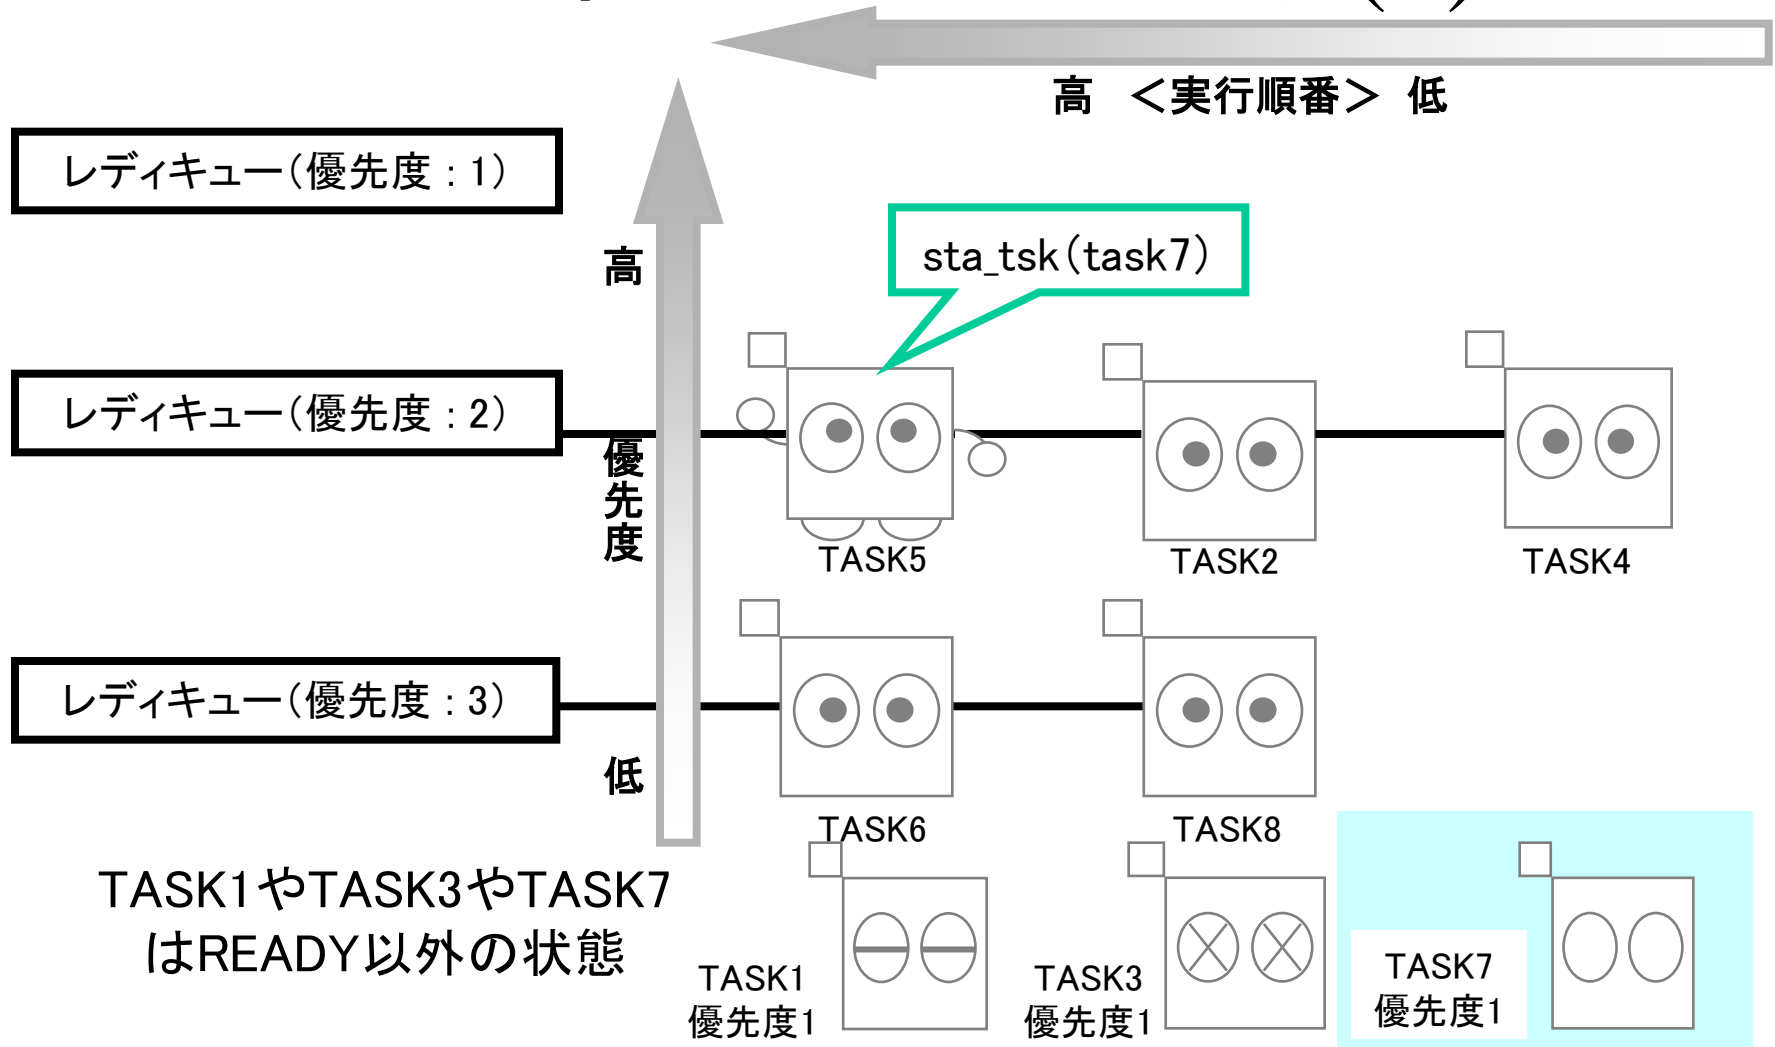 高 ＜実行順番＞ 低
レディキュー(優先度：1)
高
sta_tsk(task7)
レディキュー(優先度：2)
優先度
TASK5
TASK2
TASK4
レディキュー(優先度：3)
低
TASK6
TASK8
TASK1やTASK3やTASK7
はREADY以外の状態
TASK1
優先度1
TASK3
優先度1
TASK7
優先度1